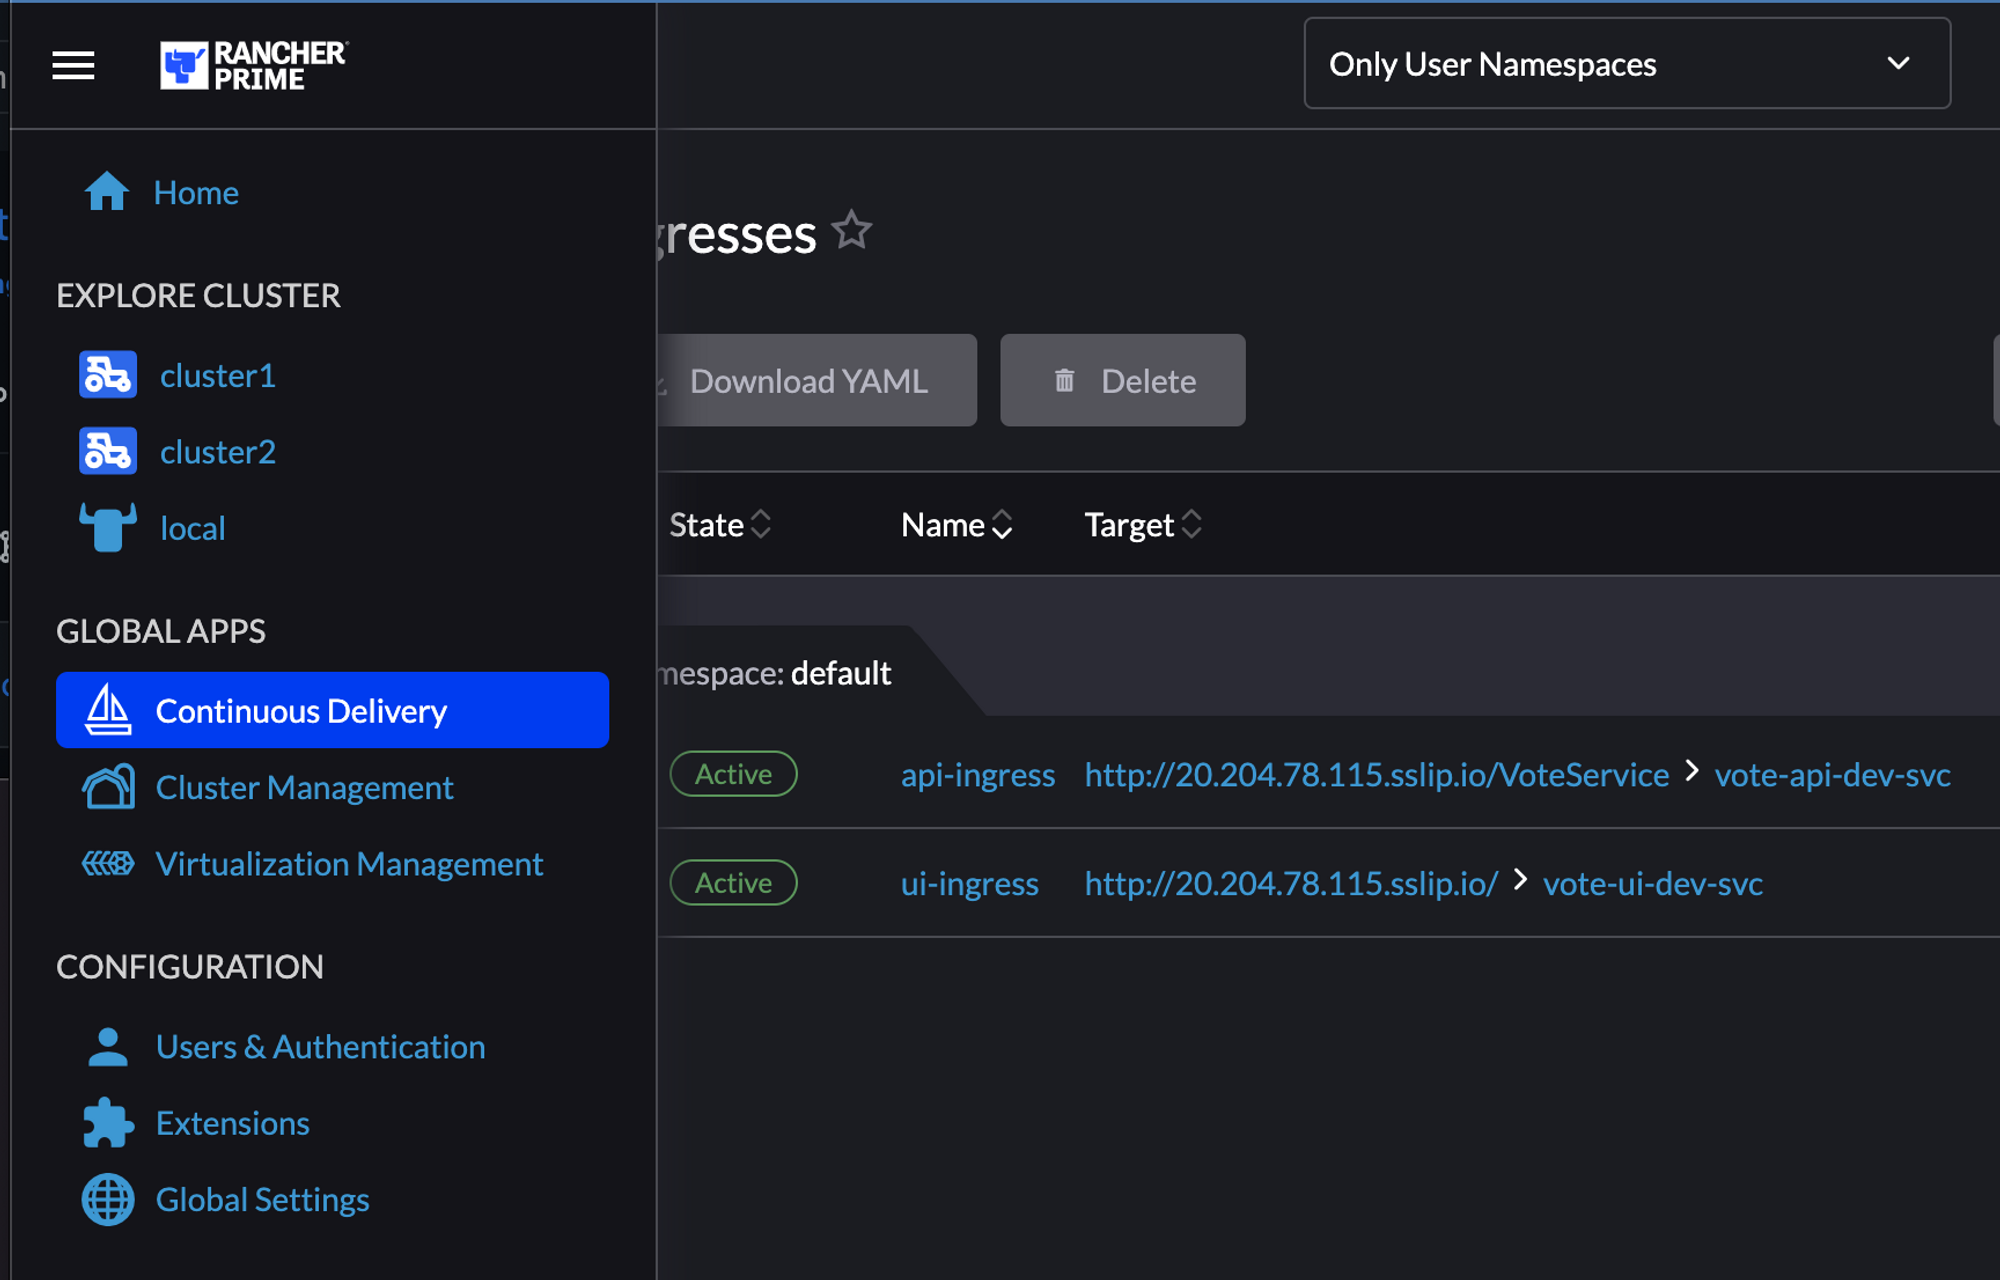 RANCHER
PRIME
Only User Namespaces
Home
EXPLORE CLUSTER
cluster1
cluster2
local
GLOBAL APPS
Continuous Delivery
Cluster Management
Virtualization Management
CONFIGURATION
Users & Authentication
Extensions
Global Settings
gresses
Download YAML
Delete
State Name Target
mespace: default
Active api-ingress http://20.204.78.115.sslip.io/VoteService > vote-api-dev-svc
Active ui-ingress http://20.204.78.115.sslip.io/ > vote-ui-dev-svc